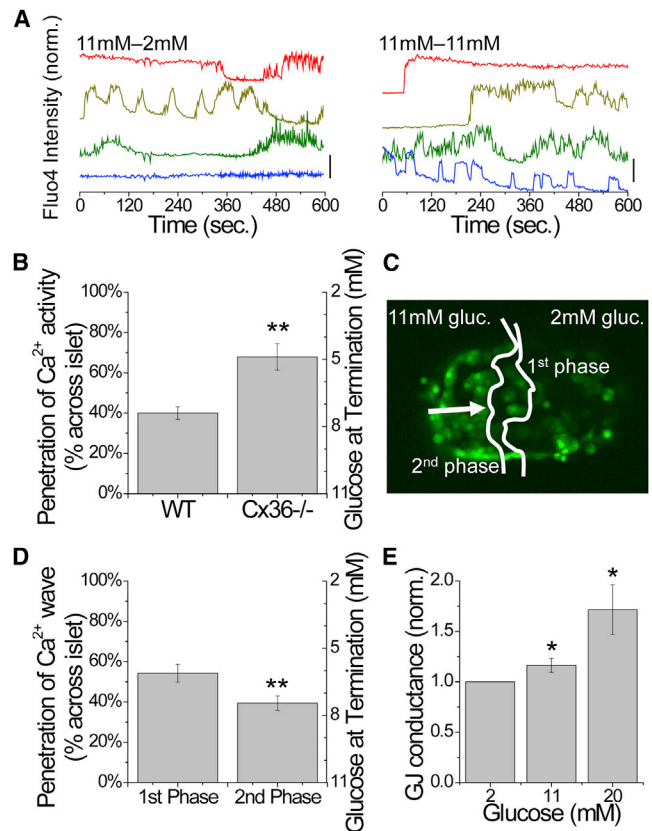 A
11mM–2mM
11mM–11mM
Fluo4 Intensity (norm.)
0 120 240 360 480 600
Time (sec.)
0 120 240 360 480 600
Time (sec.)
B
Penetration of Ca2+ activity
(% across islet)
100%
80%
60%
40%
20%
0%
**
WT Cx36-/-
2
5
8
11
Glucose at Termination (mM)
C
11mM gluc.
2mM gluc.
1st phase
2nd phase
D
Penetration of Ca2+ wave
(% across islet)
100%
80%
60%
40%
20%
0%
**
1st Phase 2nd Phase
2
5
8
11
Glucose at Termination (mM)
E
GJ conductance (norm.)
2.0
1.5
1.0
0.5
0.0
*
*
2 11 20
Glucose (mM)